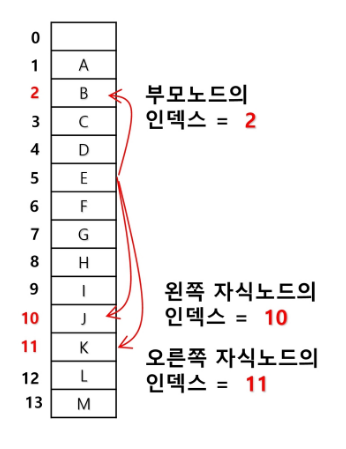 0
1 A
2 B
3 C
4 D
5 E
6 F
7 G
8 H
9 I
10 J
11 K
12 L
13 M
부모노드의
인덱스 = 2
왼쪽 자식노드의
인덱스 = 10
오른쪽 자식노드의
인덱스 = 11